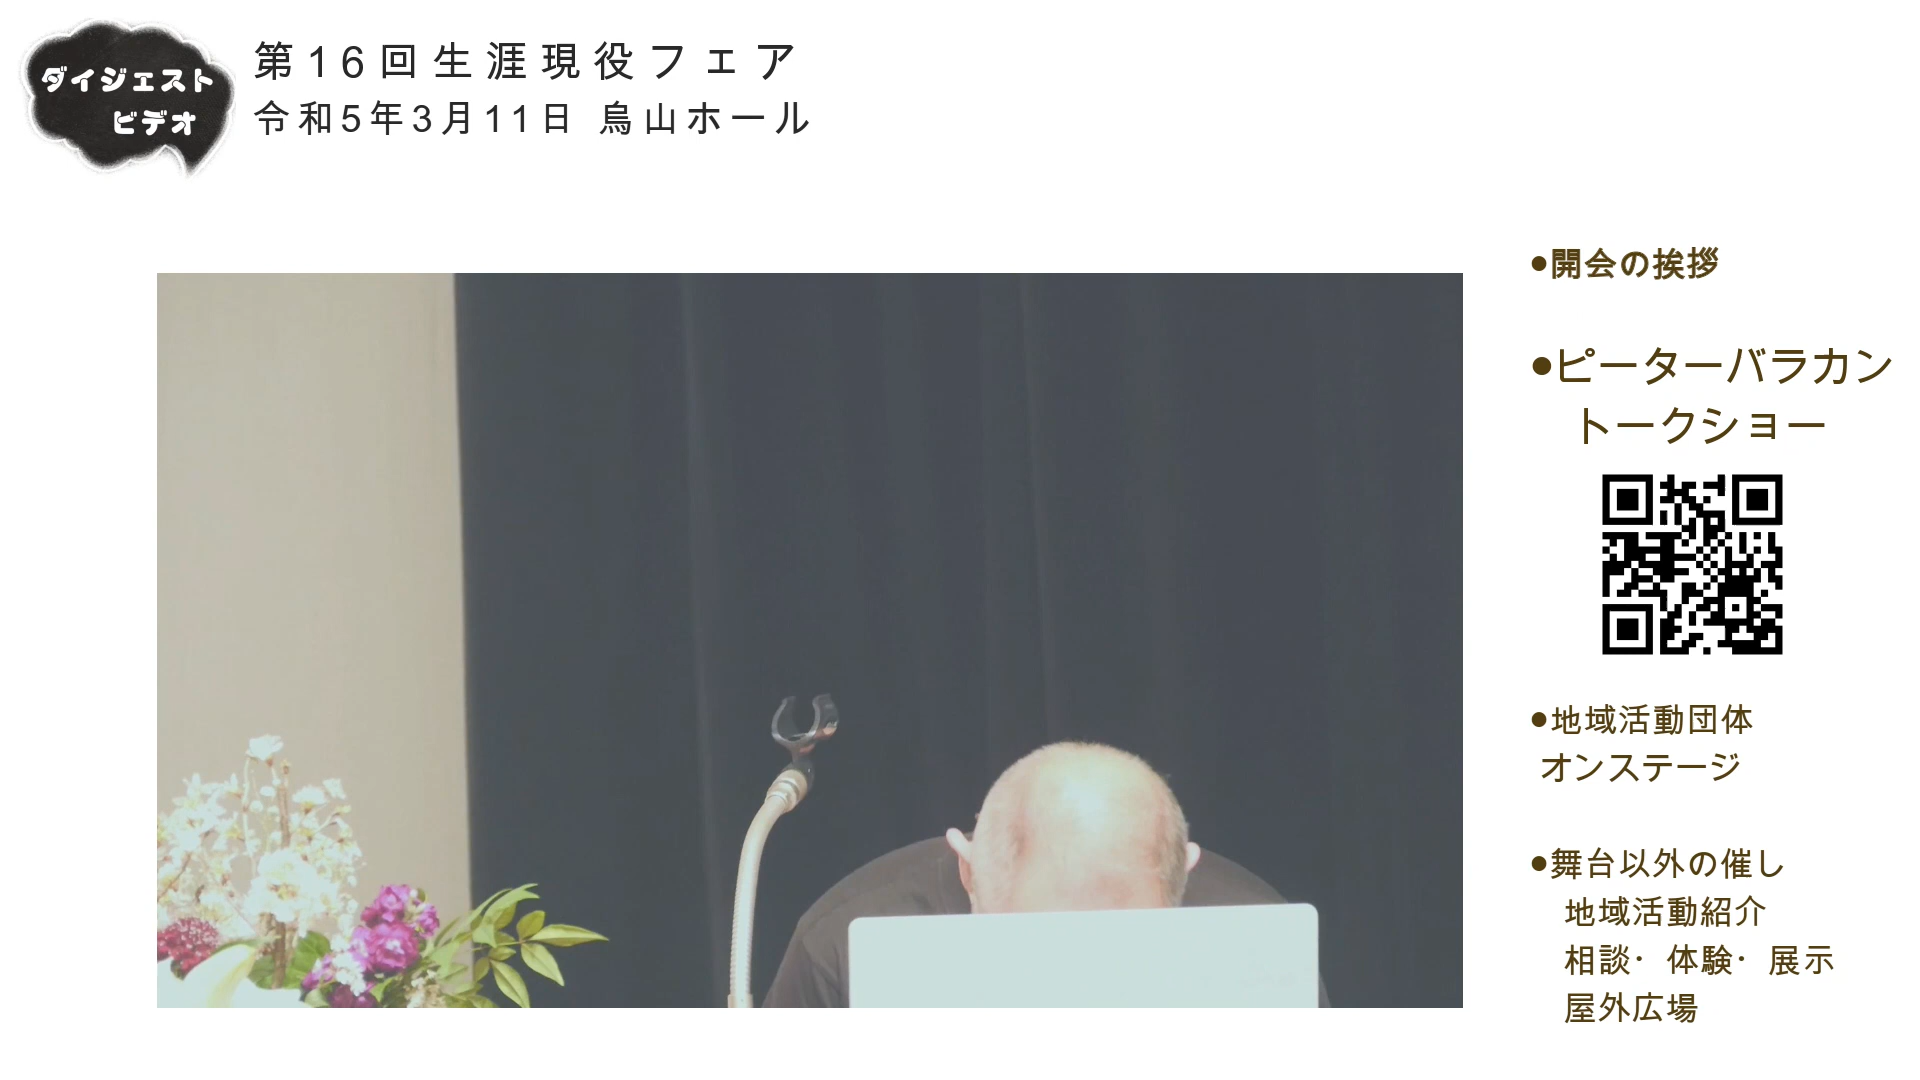 ダイジェスト
ビデオ
第16回生涯現役フェア
令和5年3月11日 烏山ホール
●開会の挨拶
●ピーターバラカン
トークショー
●地域活動団体
オンステージ
●舞台以外の催し
地域活動紹介
相談・体験・展示
屋外広場